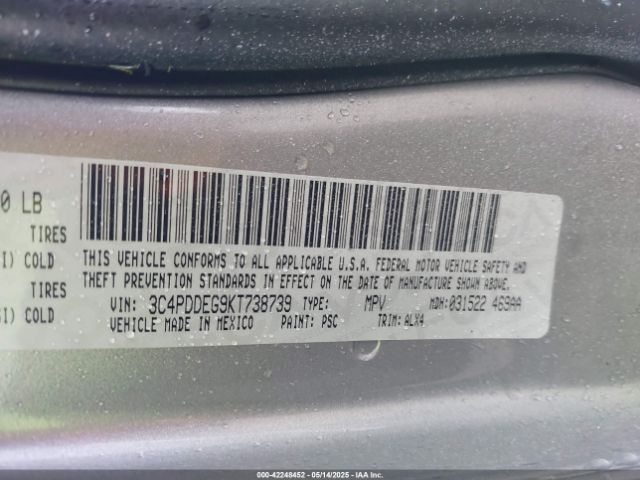 0 LB
TIRES
I) COLD
TIRES
SI) COLD
THIS VEHICLE CONFORMS TO ALL APPLICABLE U.S.A. FEDERAL MOTOR VEHICLE SAFETY AND
THEFT PREVENTION STANDARDS IN EFFECT ON THE DATE OF MANUFACTURE SHOWN ABOVE.
VIN: 3C4PDDEG9KT738739 TYPE: MPV MDH: 031522 469AA
VEHICLE MADE IN MEXICO PAINT: PSC TRIM: ALX4
000-42248452 | 05/14/2025 | IAA Inc.